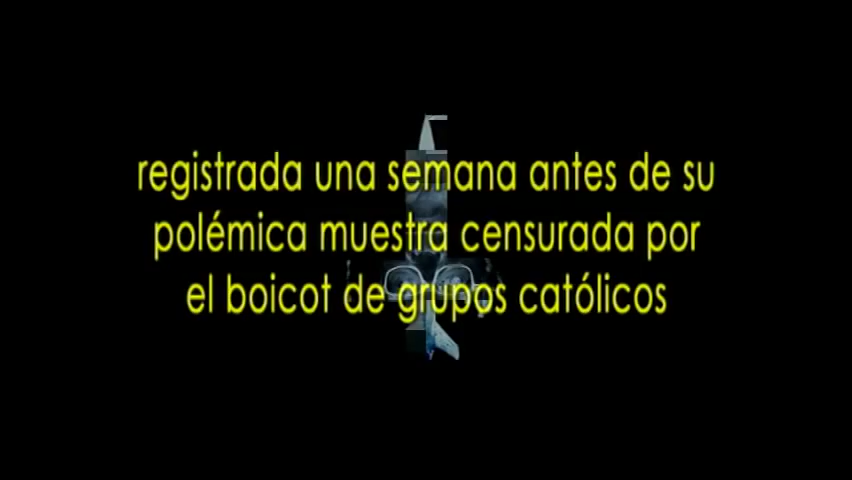 registrada una semana antes de su
polémica muestra censurada por
el boicot de grupos católicos